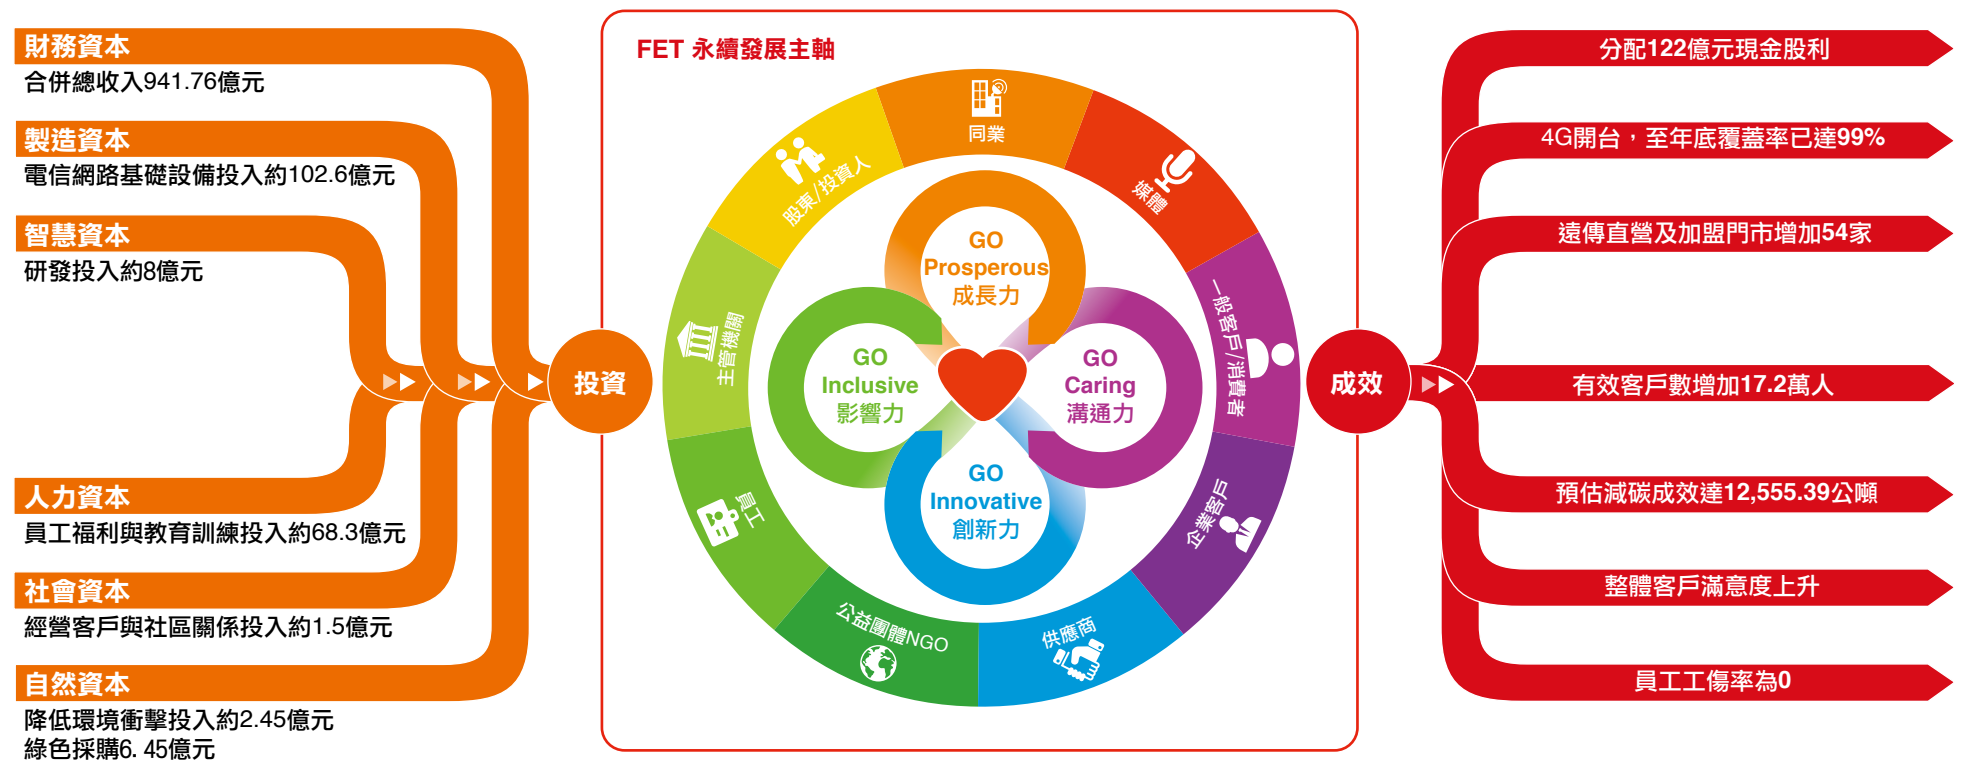 財務資本
合併總收入941.76億元
製造資本
電信網路基礎設備投入約102.6億元
智慧資本
研發投入約8億元
人力資本
員工福利與教育訓練投入約68.3億元
社會資本
經營客戶與社區關係投入約1.5億元
自然資本
降低環境衝擊投入約2.45億元
綠色採購6.45億元
投資
FET 永續發展主軸
同業
媒體
一般客戶/消費者
企業客戶
供應商
公益團體NGO
員工
主管機關
股東/投資人
GO
Prosperous
成長力
GO
Caring
溝通力
GO
Innovative
創新力
GO
Inclusive
影響力
成效
分配122億元現金股利
4G開台，至年底覆蓋率已達99%
遠傳直營及加盟門市增加54家
有效客戶數增加17.2萬人
預估減碳成效達12,555.39公噸
整體客戶滿意度上升
員工工傷率為0